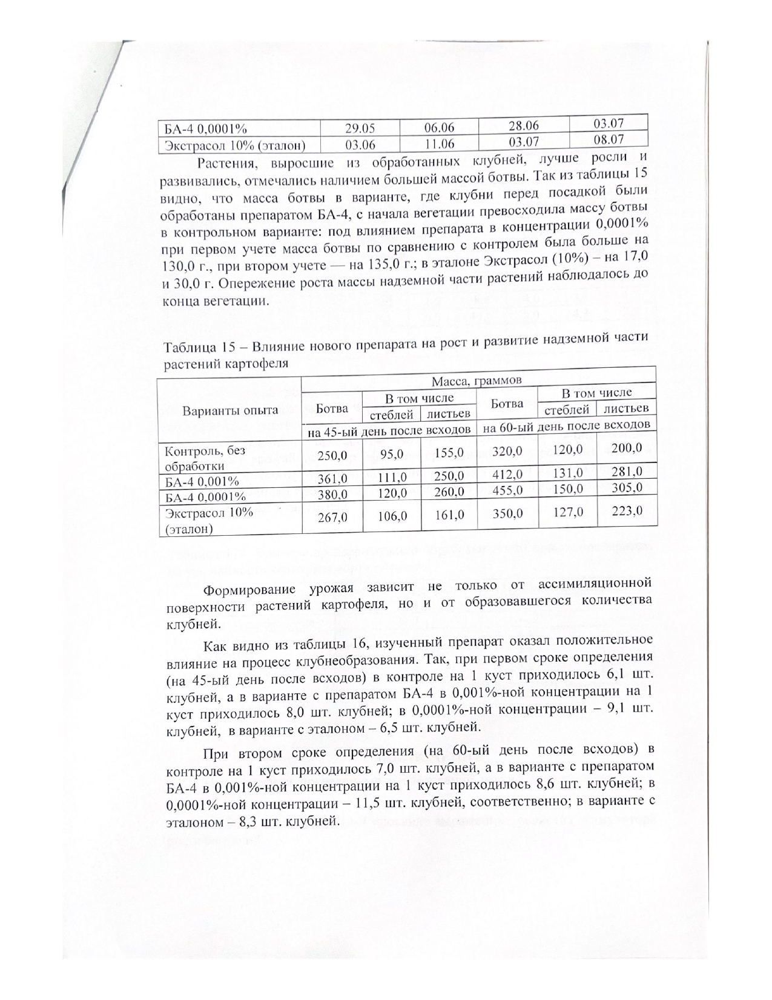 БА-4 0,0001% 29.05 06.06 28.06 03.07
Экстрасол 10% (эталон) 03.06 11.06 03.07 08.07
Растения, выросшие из обработанных клубней, лучше росли и
развивались, отмечались наличием большей массой ботвы. Так из таблицы 15
видно, что масса ботвы в варианте, где клубни перед посадкой были
обработаны препаратом БА-4, с начала вегетации превосходила массу ботвы
в контрольном варианте: под влиянием препарата в концентрации 0,0001%
при первом учете масса ботвы по сравнению с контролем была больше на
130,0 г., при втором учете — на 135,0 г.; в эталоне Экстрасол (10%) – на 17,0
и 30,0 г. Опережение роста массы надземной части растений наблюдалось до
конца вегетации.
Таблица 15 – Влияние нового препарата на рост и развитие надземной части
растений картофеля
Варианты опыта
Масса, граммов
Ботва В том числе Ботва В том числе
стеблей листьев стеблей листьев
на 45-ый день после всходов на 60-ый день после всходов
Контроль, без
обработки 250,0 95,0 155,0 320,0 120,0 200,0
БА-4 0,001% 361,0 111,0 250,0 412,0 131,0 281,0
БА-4 0,0001% 380,0 120,0 260,0 455,0 150,0 305,0
Экстрасол 10%
(эталон) 267,0 106,0 161,0 350,0 127,0 223,0
Формирование урожая зависит не только от ассимиляционной
поверхности растений картофеля, но и от образовавшегося количества
клубней.
Как видно из таблицы 16, изученный препарат оказал положительное
влияние на процесс клубнеобразования. Так, при первом сроке определения
(на 45-ый день после всходов) в контроле на 1 куст приходилось 6,1 шт.
клубней, а в варианте с препаратом БА-4 в 0,001%-ной концентрации на 1
куст приходилось 8,0 шт. клубней; в 0,0001%-ной концентрации – 9,1 шт.
клубней, в варианте с эталоном – 6,5 шт. клубней.
При втором сроке определения (на 60-ый день после всходов) в
контроле на 1 куст приходилось 7,0 шт. клубней, а в варианте с препаратом
БА-4 в 0,001%-ной концентрации на 1 куст приходилось 8,6 шт. клубней; в
0,0001%-ной концентрации – 11,5 шт. клубней, соответственно; в варианте с
эталоном – 8,3 шт. клубней.